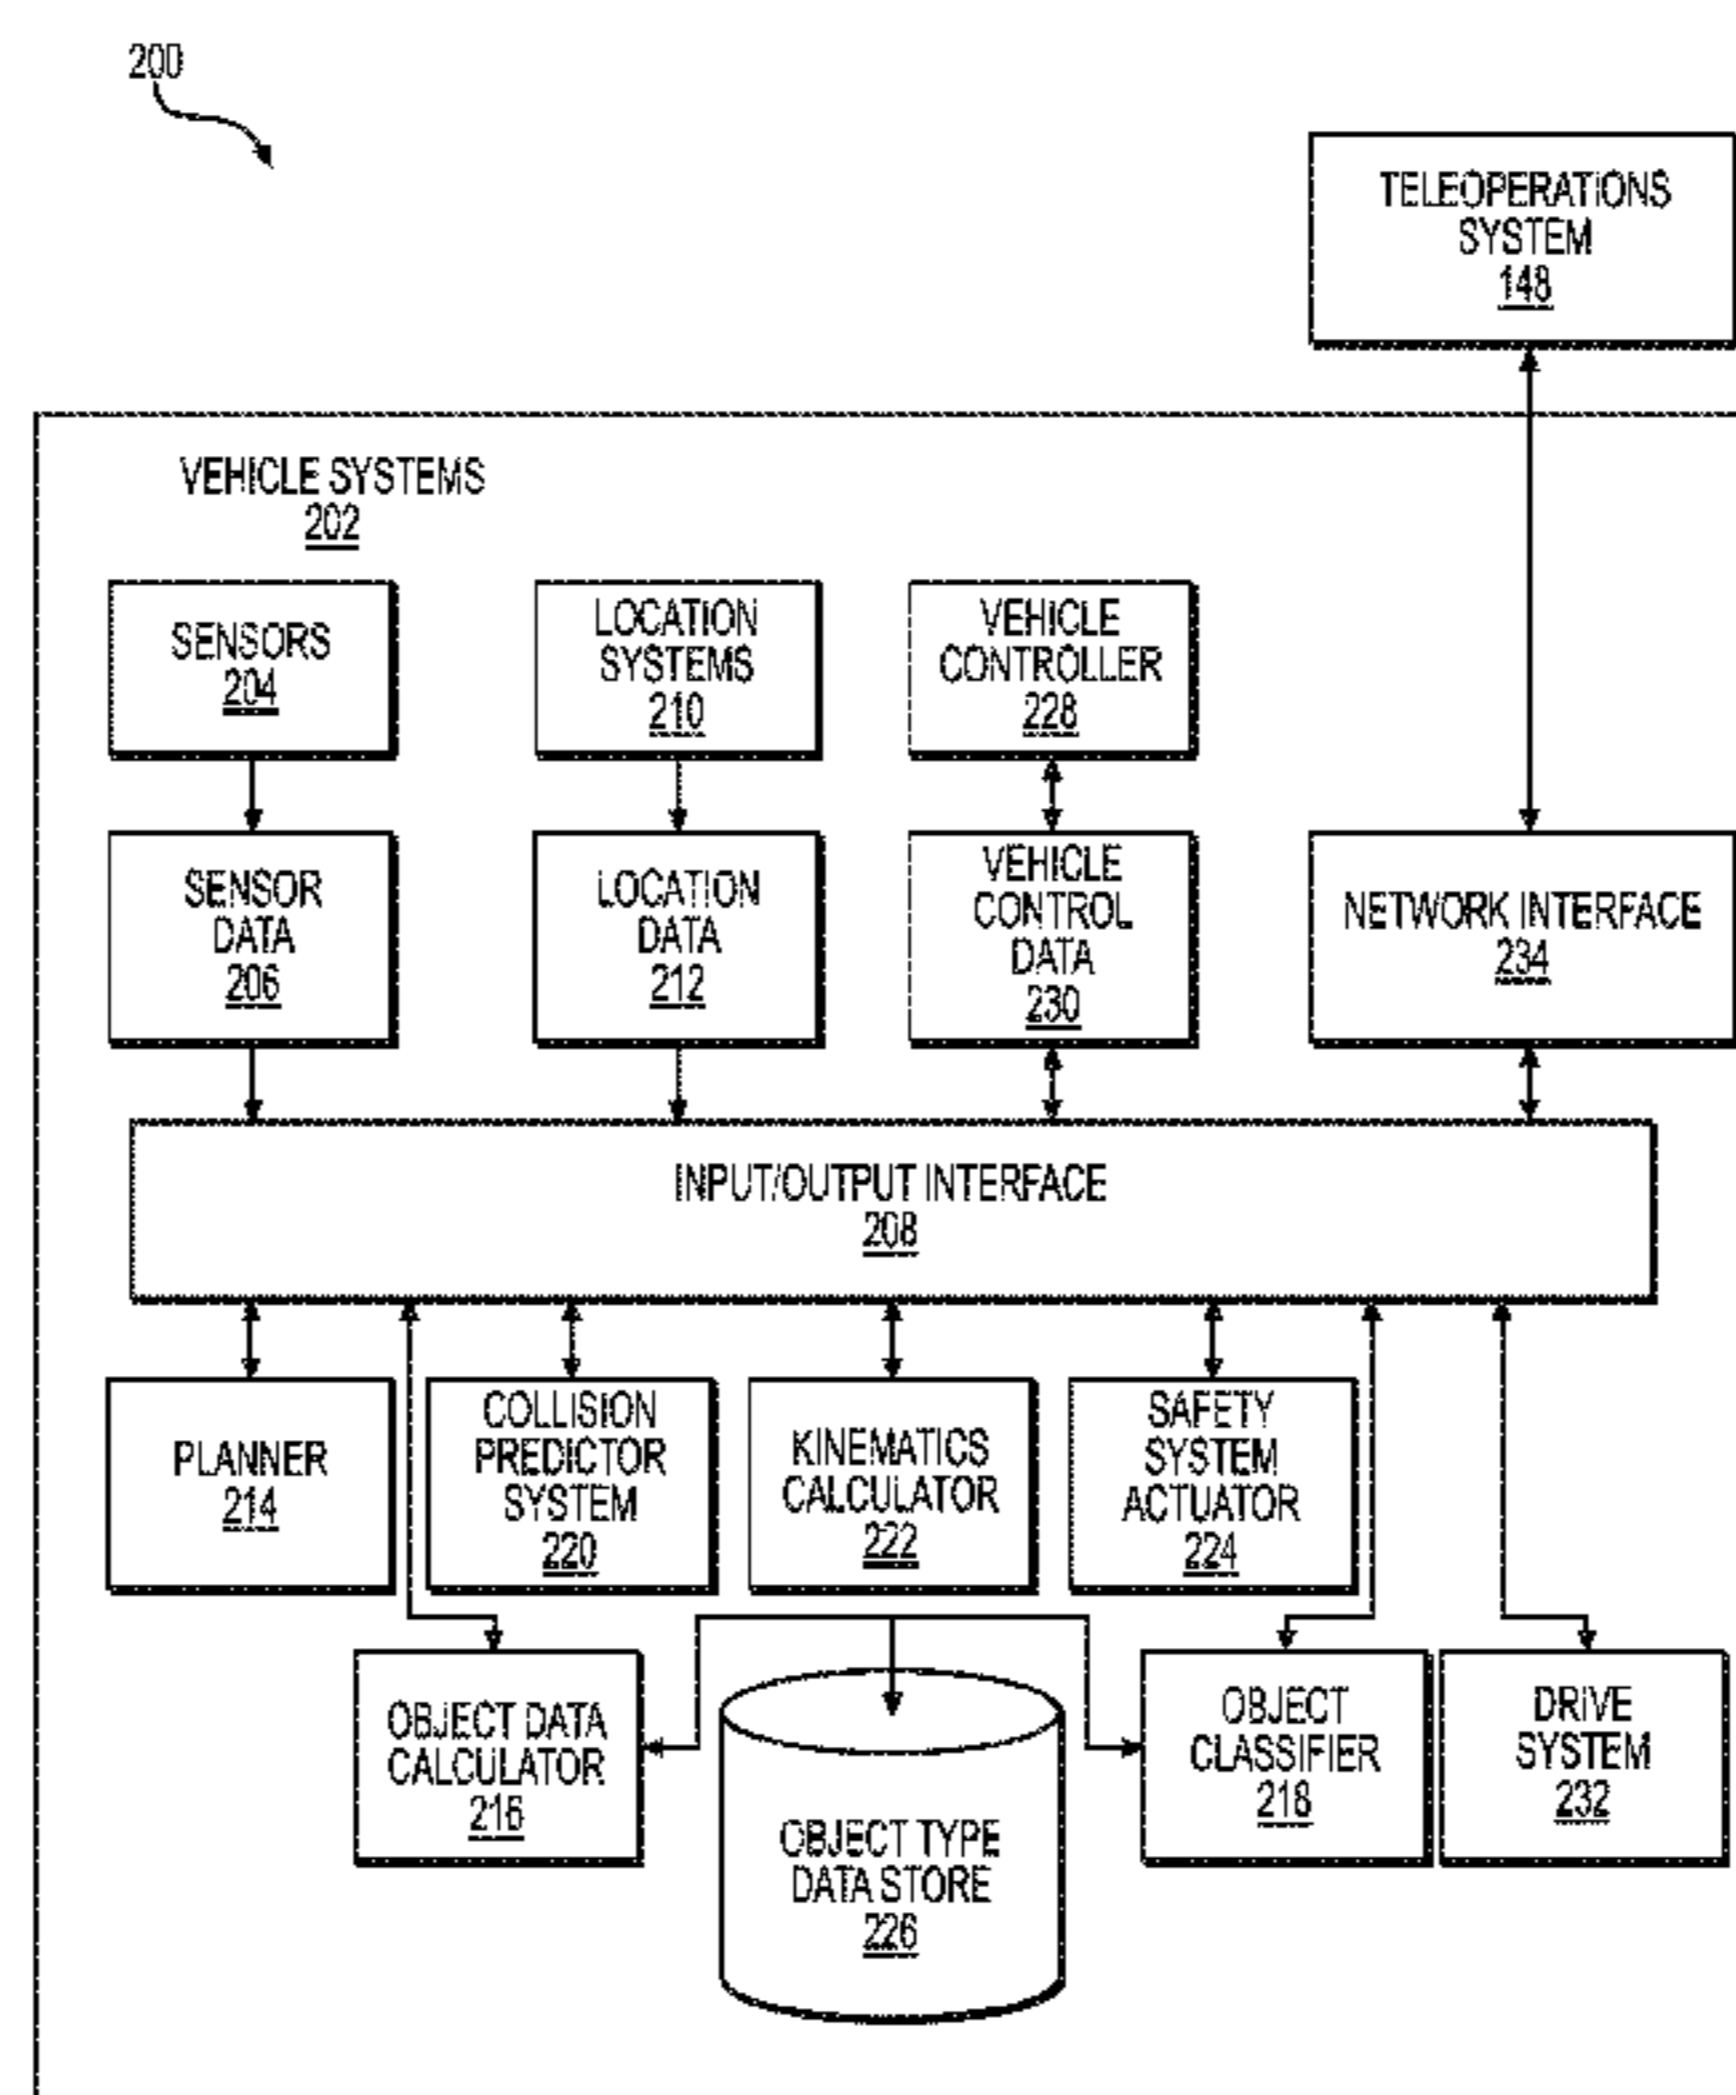 200
TELEOPERATIONS
SYSTEM
148
VEHICLE SYSTEMS
202
SENSORS
204
LOCATION
SYSTEMS
210
VEHICLE
CONTROLLER
228
SENSOR
DATA
206
LOCATION
DATA
212
VEHICLE
CONTROL
DATA
230
NETWORK INTERFACE
234
INPUT/OUTPUT INTERFACE
208
PLANNER
214
COLLISION
PREDICTOR
SYSTEM
220
KINEMATICS
CALCULATOR
222
SAFETY
SYSTEM
ACTUATOR
224
OBJECT DATA
CALCULATOR
216
OBJECT TYPE
DATA STORE
226
OBJECT
CLASSIFIER
218
DRIVE
SYSTEM
232